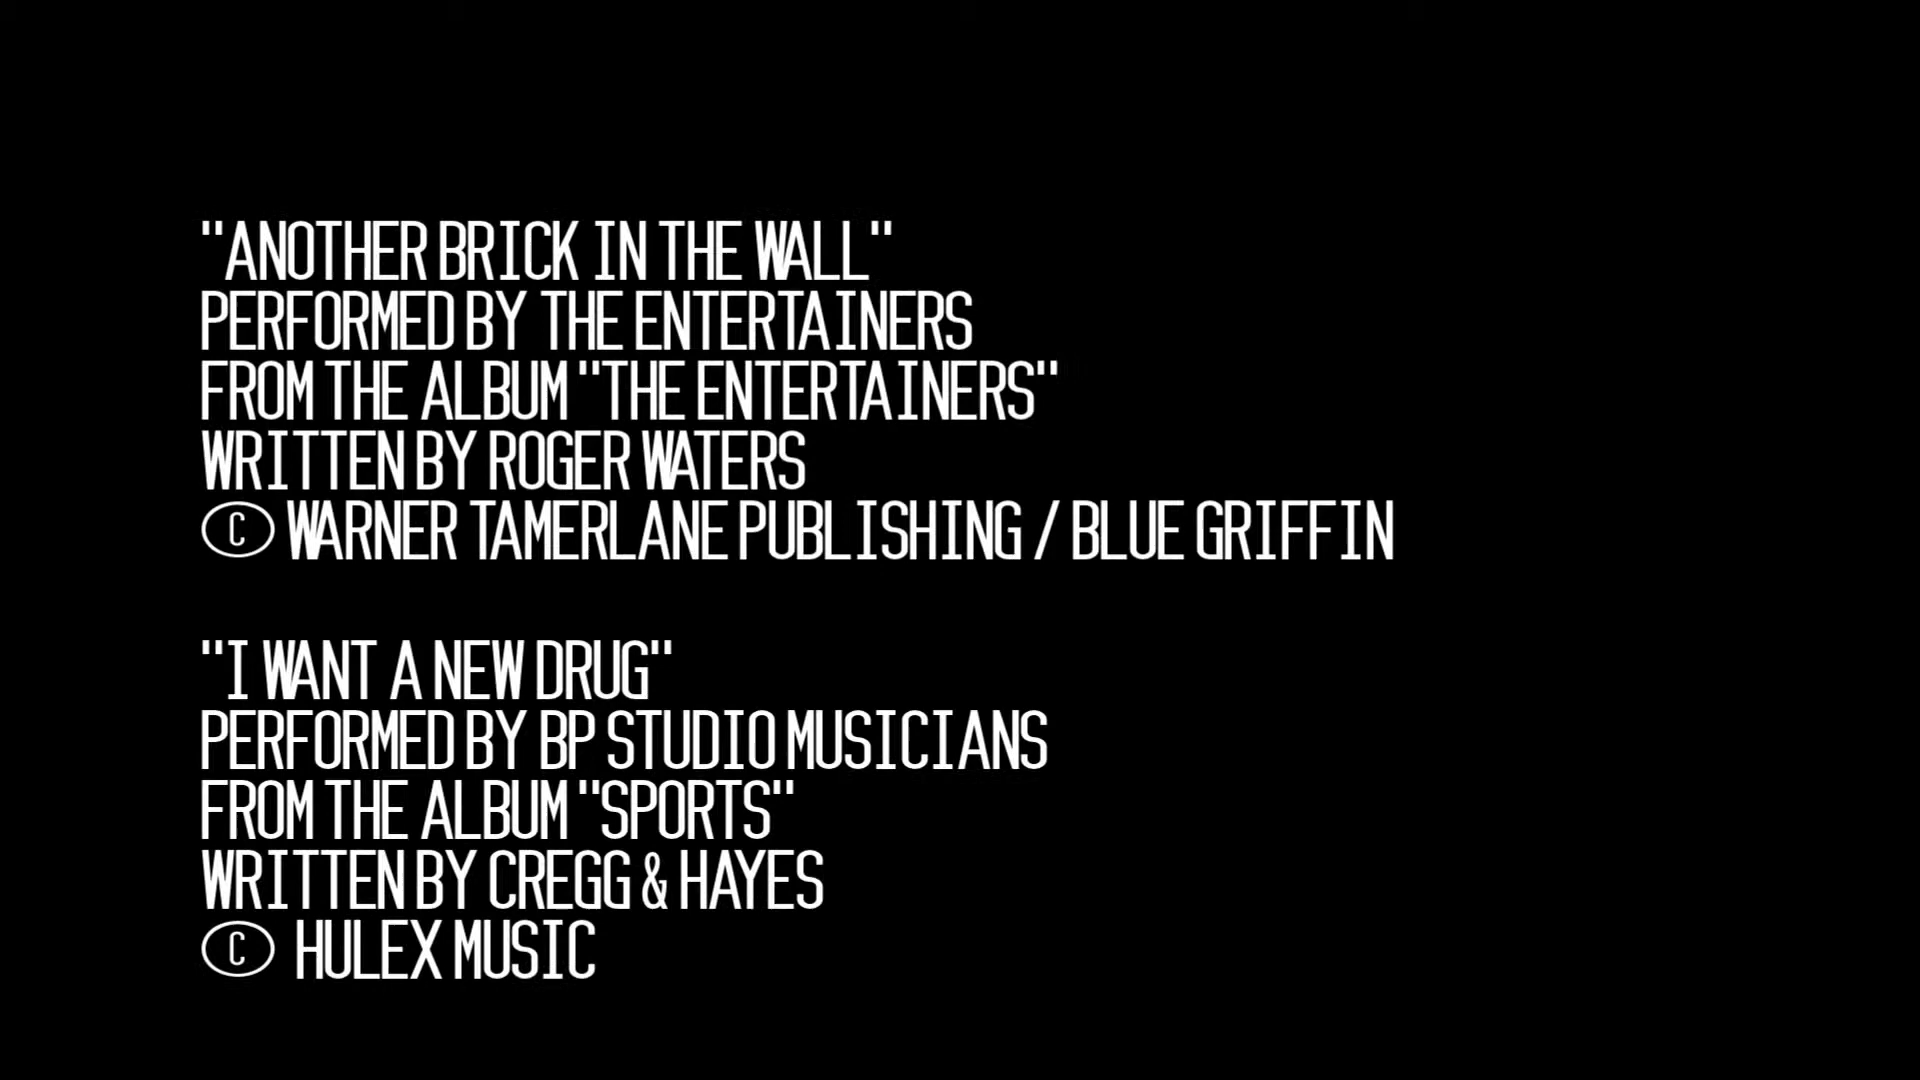 "ANOTHER BRICK IN THE WALL"
PERFORMED BY THE ENTERTAINERS
FROM THE ALBUM "THE ENTERTAINERS"
WRITTEN BY ROGER WATERS
© WARNER TAMERLANE PUBLISHING / BLUE GRIFFIN
"I WANT A NEW DRUG"
PERFORMED BY BP STUDIO MUSICIANS
FROM THE ALBUM "SPORTS"
WRITTEN BY CREGG & HAYES
© HULEX MUSIC